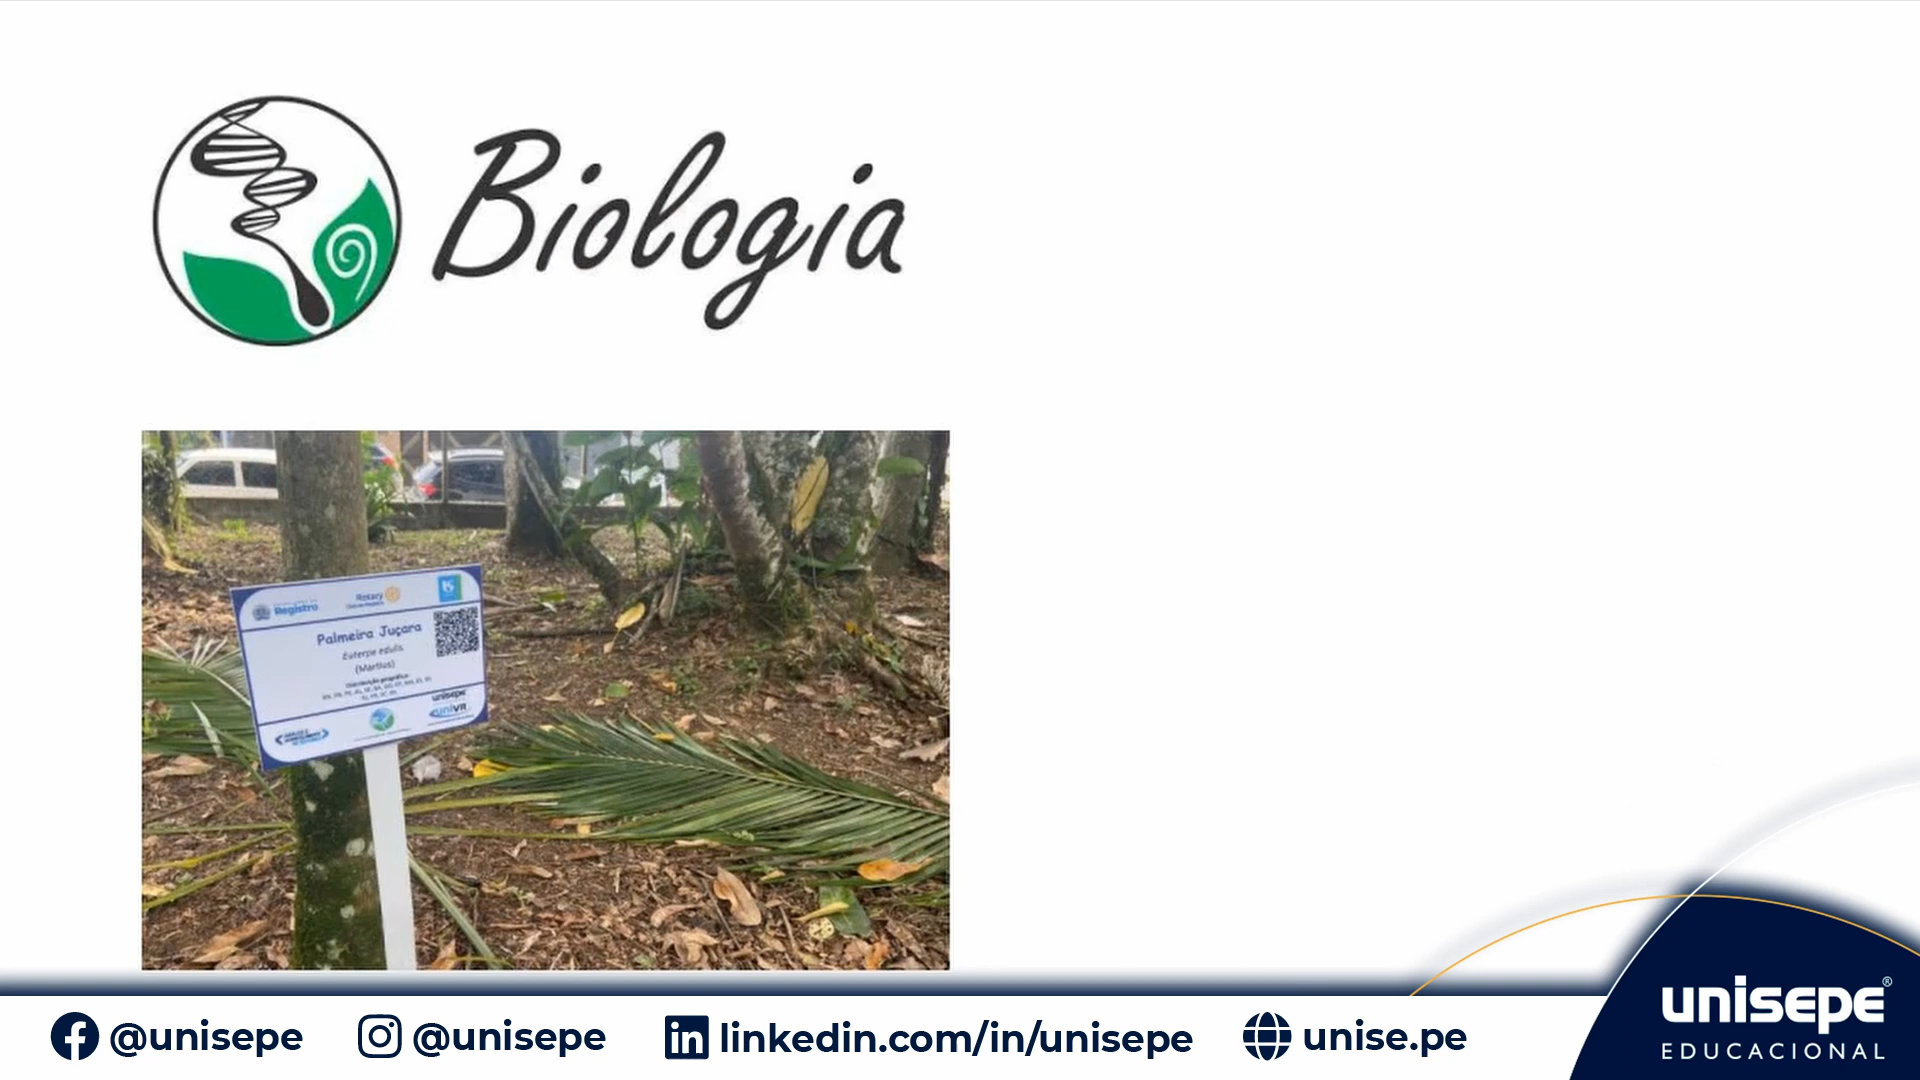 Biologia
Registro
Rotary
Palmeira Juçara
Euterpe edulis
(Martius)
unisepe
UNIVR
@unisepe
@unisepe
in linkedin.com/in/unisepe
unise.pe
unisepe®
EDUCACIONAL